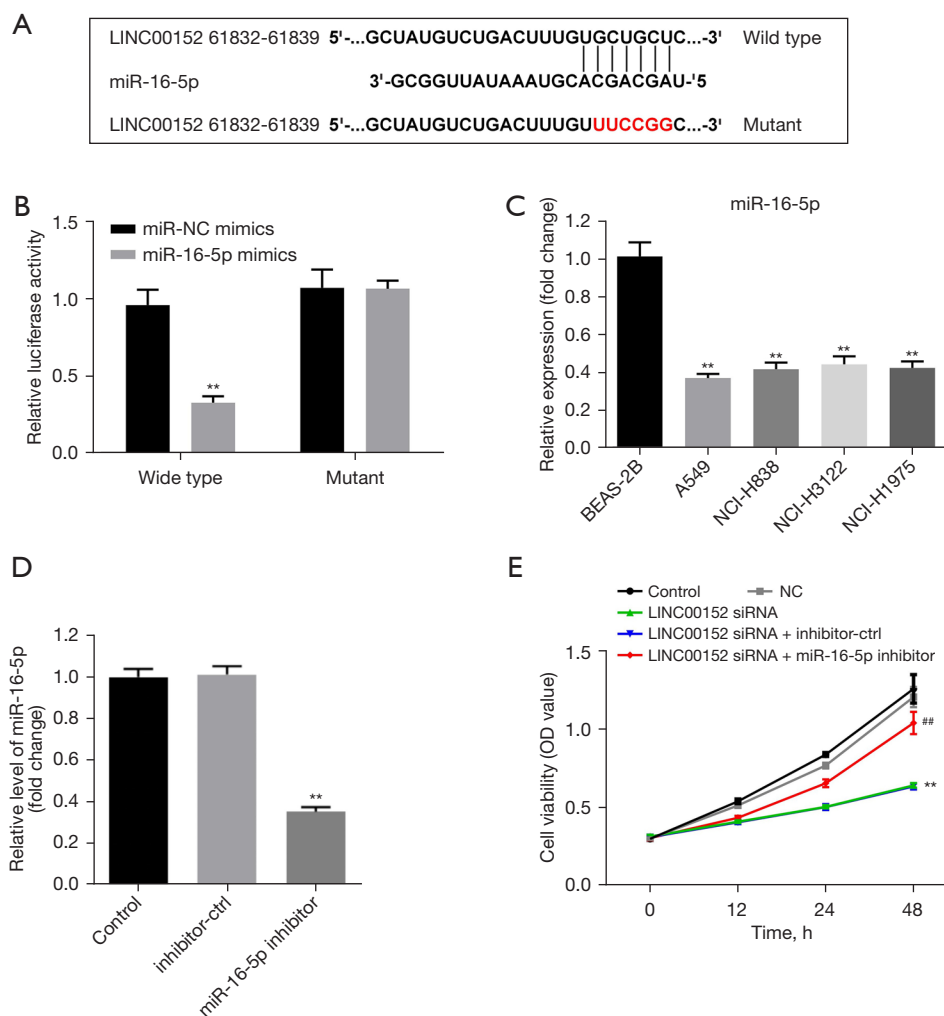 A
LINC00152 61832-61839 5'-...GCUAUGUCUGACUUUGUGCUGCUC...-3' Wild type
miR-16-5p 3'-GCGGUUAUAAAUGCACGACGAU-'5
LINC00152 61832-61839 5'-...GCUAUGUCUGACUUUGUUUCCGGC...-3' Mutant
B
miR-NC mimics
miR-16-5p mimics
Relative luciferase activity
1.5
1.0
0.5
0.0
**
Wide type Mutant
C
miR-16-5p
Relative expression (fold change)
1.2
1.0
0.8
0.6
0.4
0.2
0.0
** ** ** **
BEAS-2B A549 NCI-H838 NCI-H3122 NCI-H1975
D
Relative level of miR-16-5p
(fold change)
1.2
1.0
0.8
0.6
0.4
0.2
0.0
**
Control inhibitor-ctrl miR-16-5p inhibitor
E
Control NC
LINC00152 siRNA
LINC00152 siRNA + inhibitor-ctrl
LINC00152 siRNA + miR-16-5p inhibitor
Cell viability (OD value)
1.5
1.0
0.5
0.0
##
**
0 12 24 48
Time, h